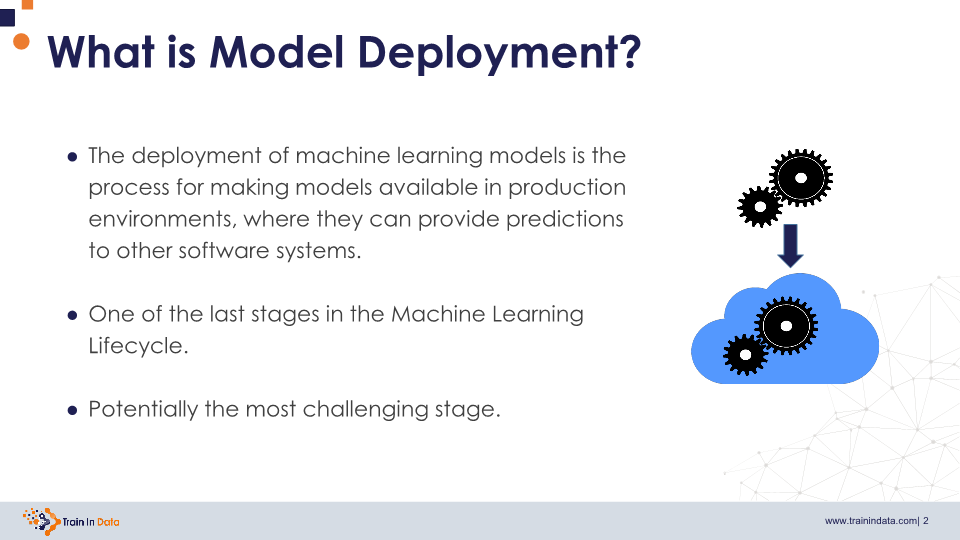 What is Model Deployment?
● The deployment of machine learning models is the
process for making models available in production
environments, where they can provide predictions
to other software systems.
● One of the last stages in the Machine Learning
Lifecycle.
● Potentially the most challenging stage.
Train In Data
www.trainindata.com| 2